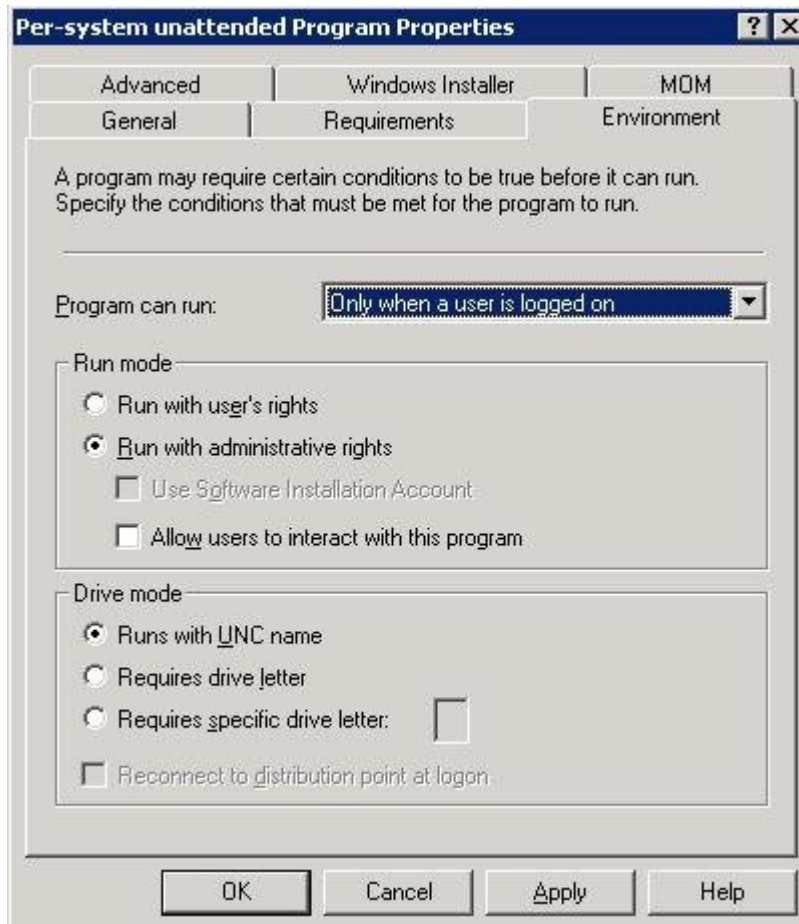 Per-system unattended Program Properties
Advanced Windows Installer MOM
General Requirements Environment
A program may require certain conditions to be true before it can run.
Specify the conditions that must be met for the program to run.
Program can run: Only when a user is logged on
Run mode
Run with user's rights
Run with administrative rights
Use Software Installation Account
Allow users to interact with this program
Drive mode
Runs with UNC name
Requires drive letter
Requires specific drive letter:
Reconnect to distribution point at logon
OK Cancel Apply Help